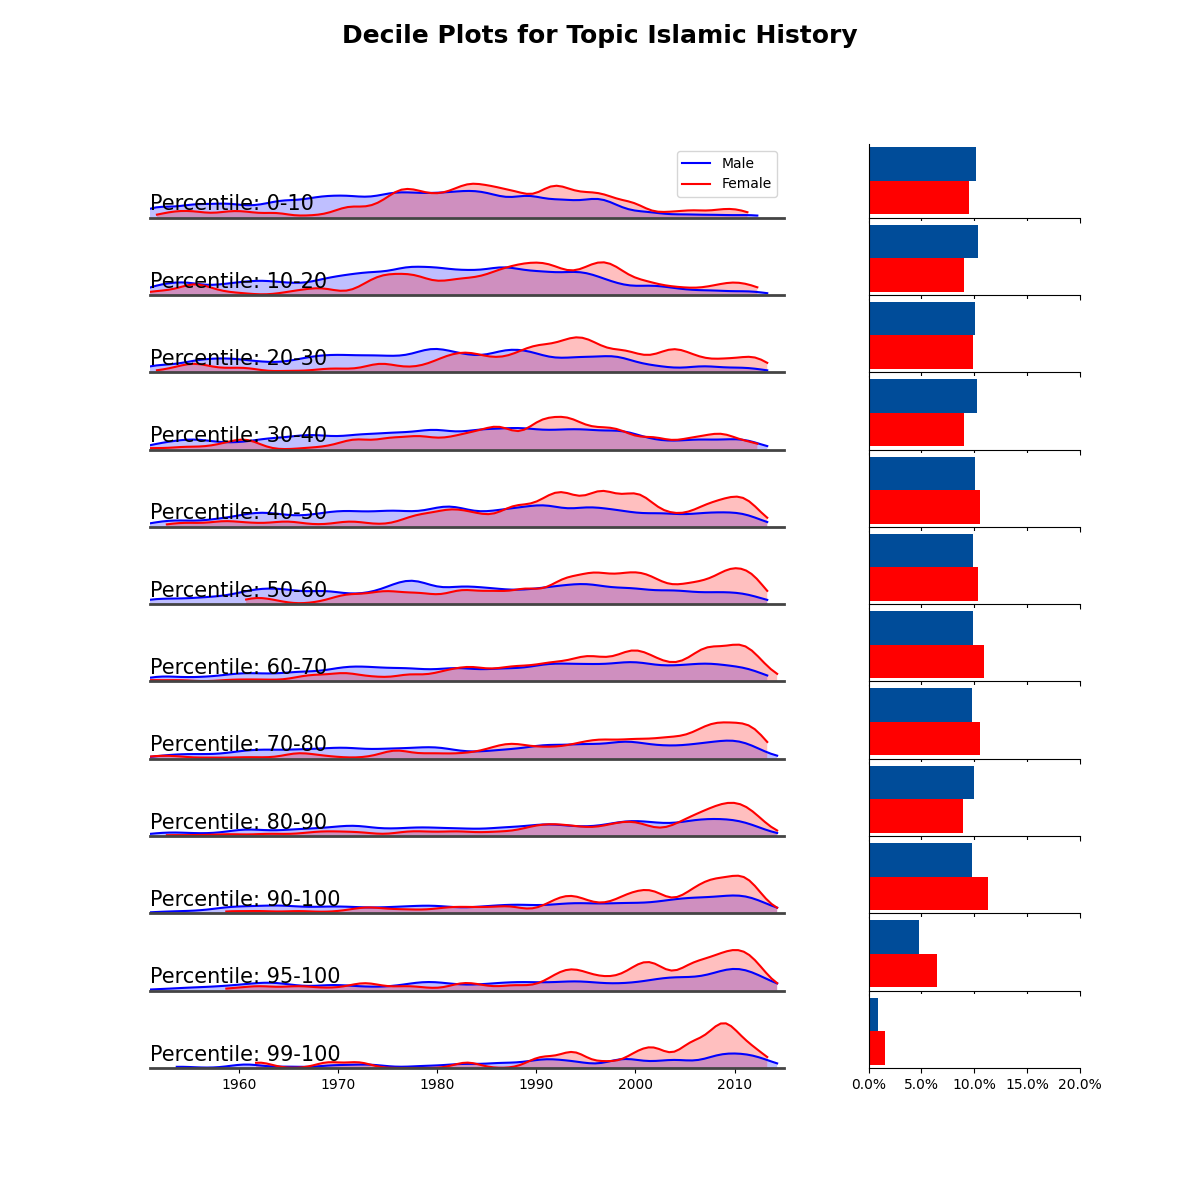 Decile Plots for Topic Islamic History
Male
Female
Percentile: 0-10
Percentile: 10-20
Percentile: 20-30
Percentile: 30-40
Percentile: 40-50
Percentile: 50-60
Percentile: 60-70
Percentile: 70-80
Percentile: 80-90
Percentile: 90-100
Percentile: 95-100
Percentile: 99-100
1960 1970 1980 1990 2000 2010
0.0% 5.0% 10.0% 15.0% 20.0%